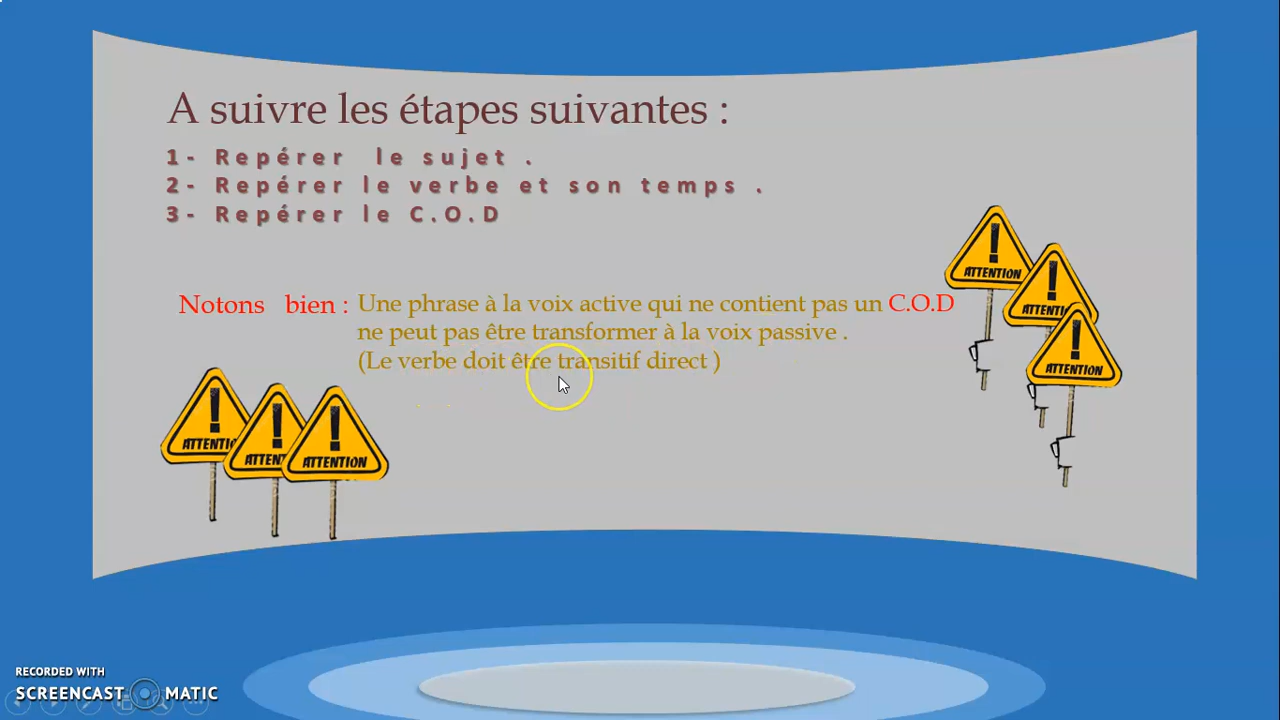 A suivre les étapes suivantes :
1- Repérer le sujet .
2- Repérer le verbe et son temps .
3- Repérer le C.O.D
Notons bien : Une phrase à la voix active qui ne contient pas un C.O.D
ne peut pas être transformer à la voix passive .
(Le verbe doit être transitif direct )
ATTENTION
ATTENTION
ATTENTION
ATTENTION
RECORDED WITH
SCREENCAST MATIC